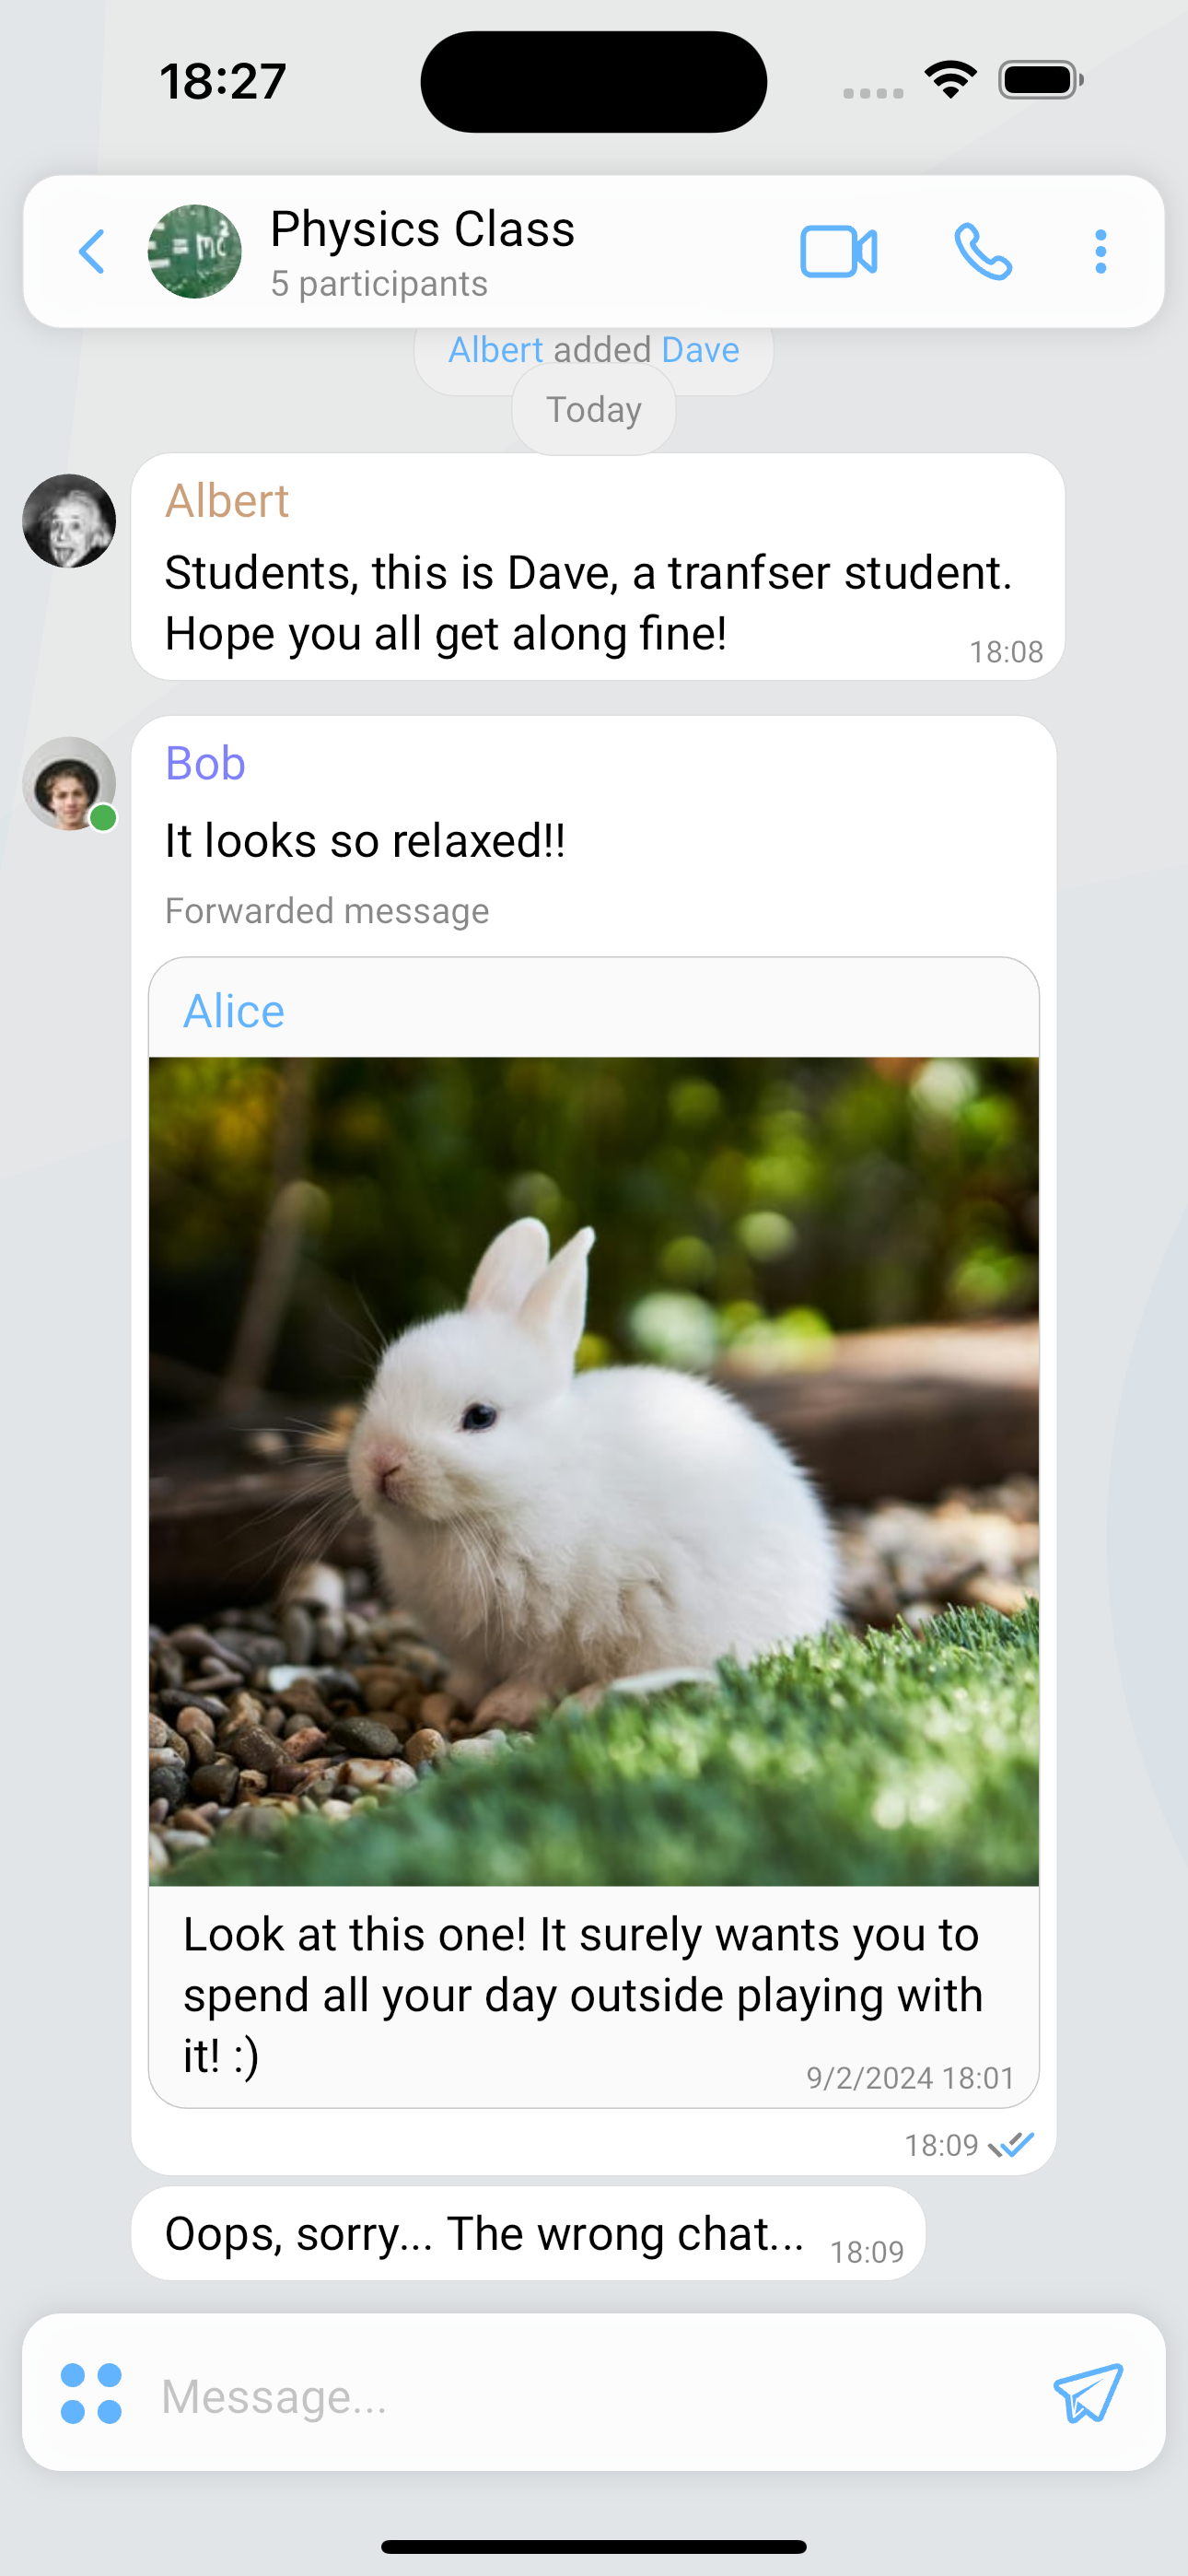 18:27
= mc²
Physics Class
5 participants
Albert added Dave
Today
Albert
Students, this is Dave, a tranfser student.
Hope you all get along fine!
18:08
Bob
It looks so relaxed!!
Forwarded message
Alice
Look at this one! It surely wants you to
spend all your day outside playing with
it! :)
9/2/2024 18:01
18:09
Oops, sorry... The wrong chat...
18:09
Message...